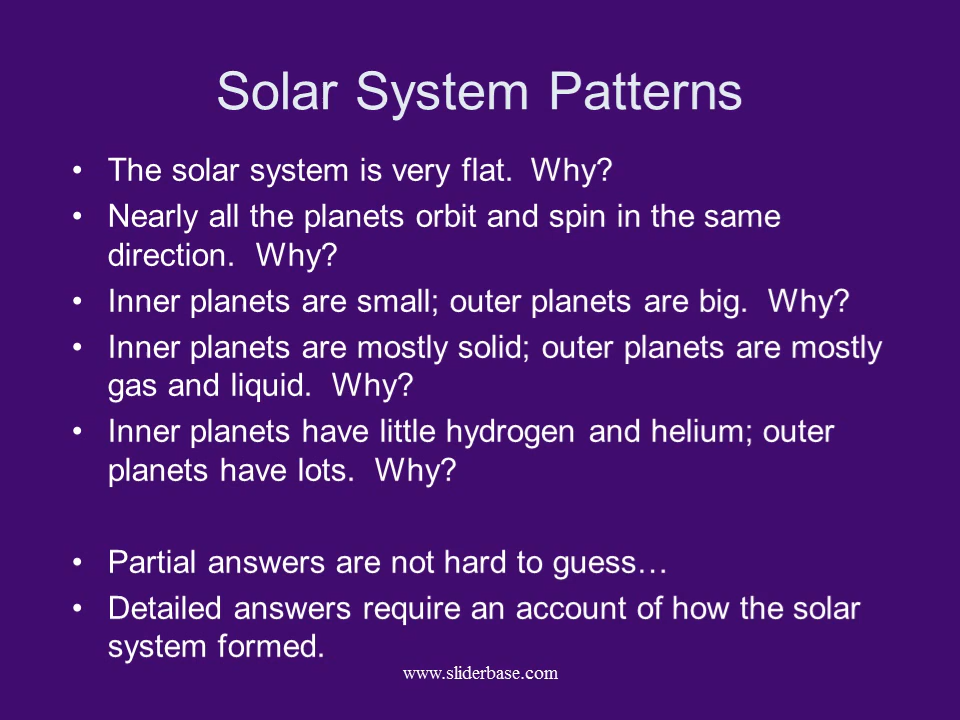 Solar System Patterns
• The solar system is very flat.  Why?
• Nearly all the planets orbit and spin in the same
direction.  Why?
• Inner planets are small; outer planets are big.  Why?
• Inner planets are mostly solid; outer planets are mostly
gas and liquid.  Why?
• Inner planets have little hydrogen and helium; outer
planets have lots.  Why?
• Partial answers are not hard to guess…
• Detailed answers require an account of how the solar
system formed.
www.sliderbase.com